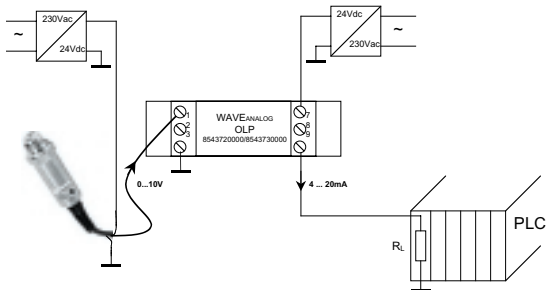 230Vac
24Vdc
~
24Vdc
230Vac
~
WAVEANALOG
OLP
8543720000/8543730000
1
2
3
7
8
9
0...10V
4 ... 20mA
PLC
RL